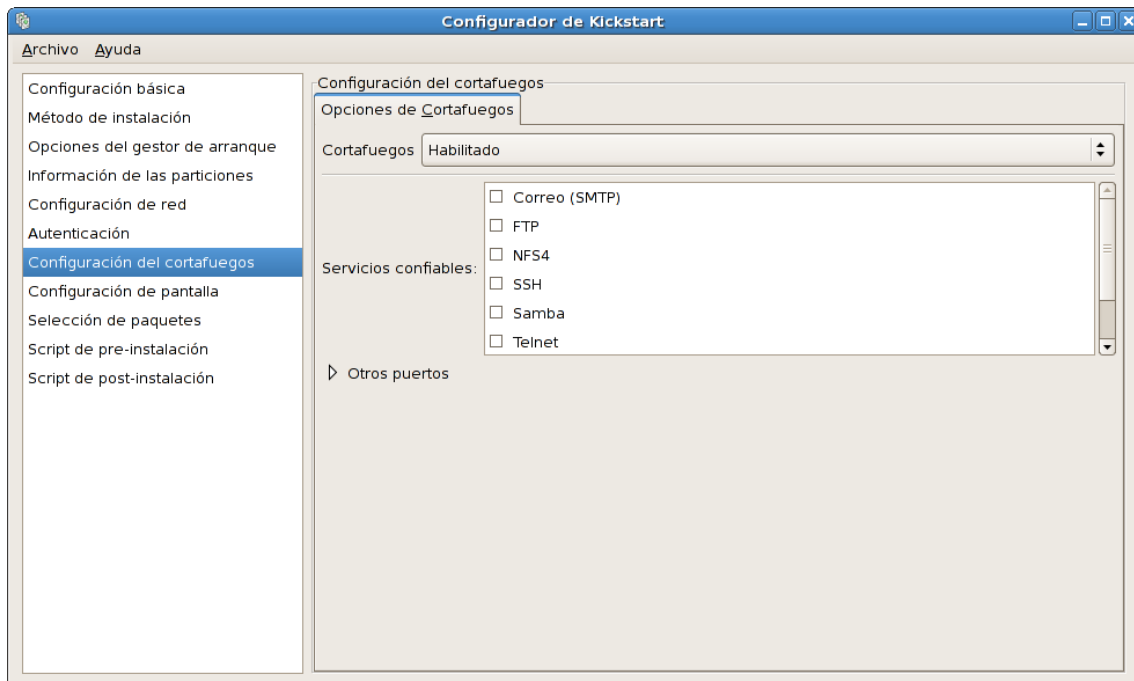 Configurador de Kickstart
Archivo Ayuda
Configuración básica
Método de instalación
Opciones del gestor de arranque
Información de las particiones
Configuración de red
Autenticación
Configuración del cortafuegos
Configuración de pantalla
Selección de paquetes
Script de pre-instalación
Script de post-instalación
Configuración del cortafuegos
Opciones de Cortafuegos
Cortafuegos Habilitado
Servicios confiables:
Correo (SMTP)
FTP
NFS4
SSH
Samba
Telnet
Otros puertos